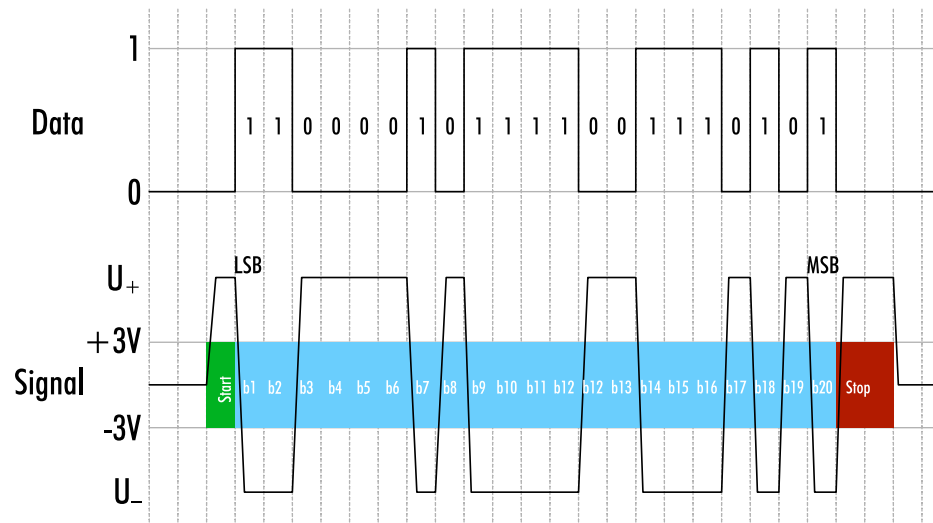 1
Data
1 1 0 0 0 0 1 0 1 1 1 1 0 0 1 1 1 0 1 0 1
0
LSB MSB
U+
+3V
Signal
Start b1 b2 b3 b4 b5 b6 b7 b8 b9 b10 b11 b12 b12 b13 b14 b15 b16 b17 b18 b19 b20 Stop
-3V
U-